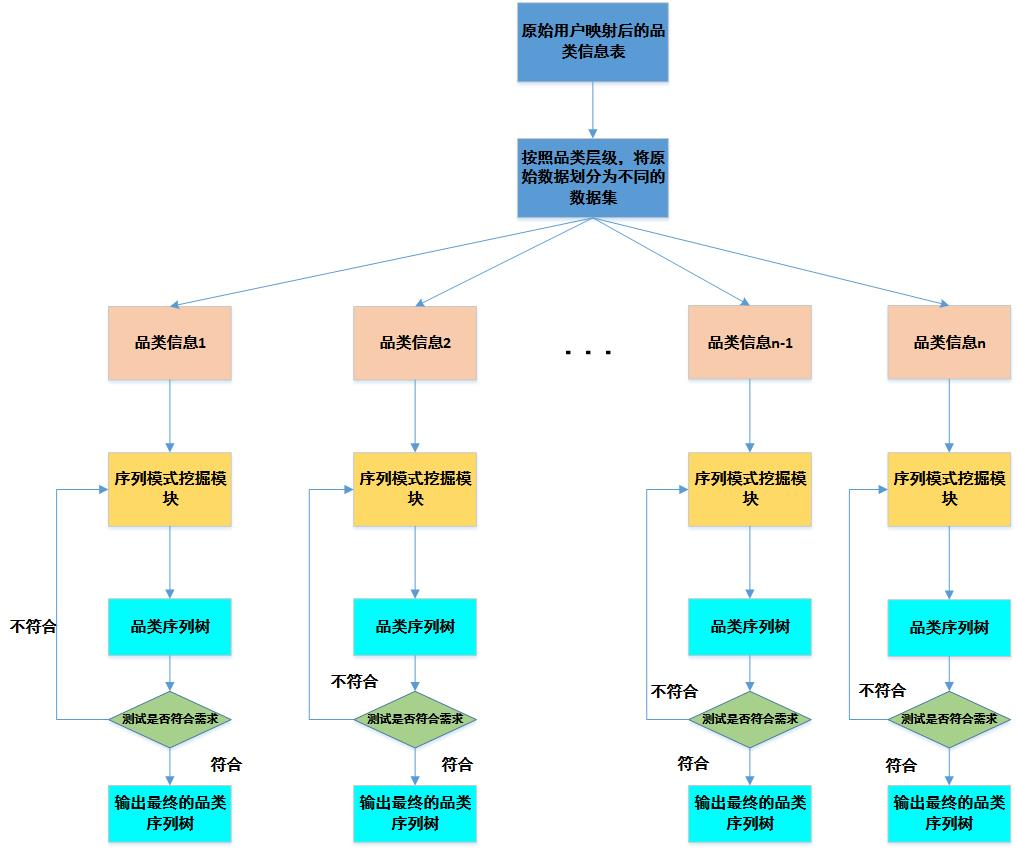 原始用户映射后的品
类信息表
按照品类层级，将原
始数据划分为不同的
数据集
品类信息1
品类信息2
. . .
品类信息n-1
品类信息n
序列模式挖掘模
块
序列模式挖掘模
块
序列模式挖掘模
块
序列模式挖掘模
块
品类序列树
品类序列树
品类序列树
品类序列树
不符合
不符合
不符合
不符合
测试是否符合需求
测试是否符合需求
测试是否符合需求
测试是否符合需求
符合
符合
符合
符合
输出最终的品类
序列树
输出最终的品类
序列树
输出最终的品类
序列树
输出最终的品类
序列树